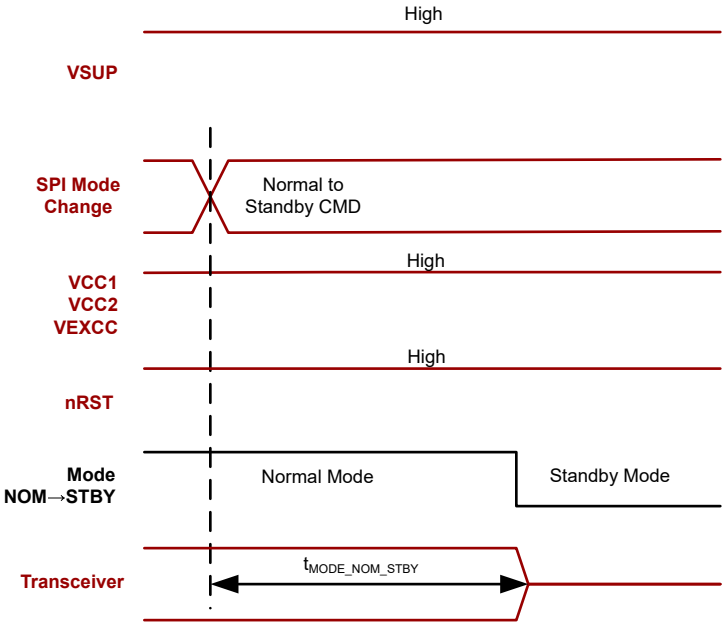 High
VSUP
SPI Mode
Change
Normal to
Standby CMD
High
VCC1
VCC2
VEXCC
High
nRST
Mode
NOM→STBY
Normal Mode
Standby Mode
Transceiver
tMODE_NOM_STBY